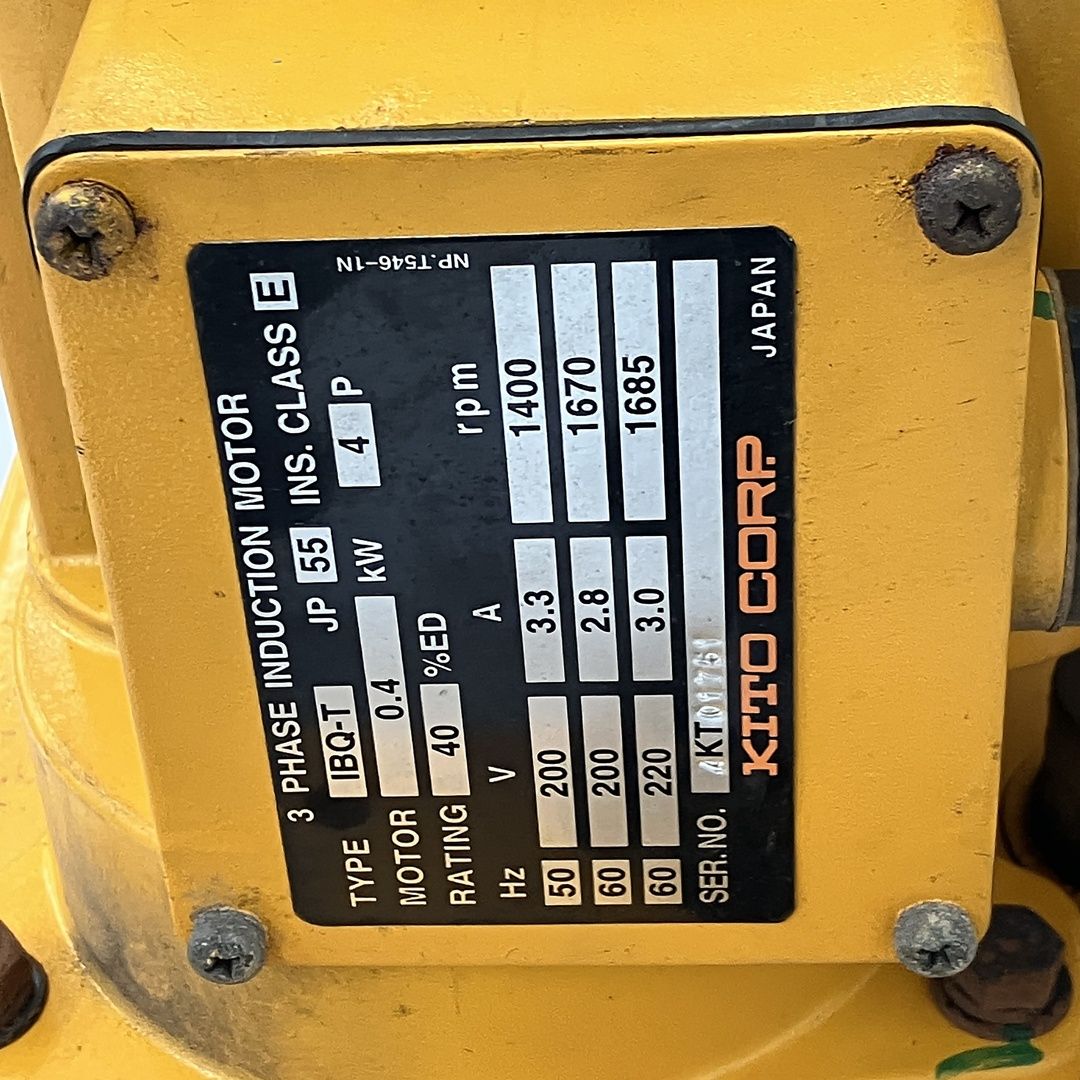 3 PHASE INDUCTION MOTOR
TYPE IBQ-T JP 55 INS. CLASS E
MOTOR 0.4 kW 4 P
RATING 40 %ED
NP.T546-1N
Hz V A rpm
50 200 3.3 1400
60 200 2.8 1670
60 220 3.0 1685
SER. NO.
KITO CORP. JAPAN